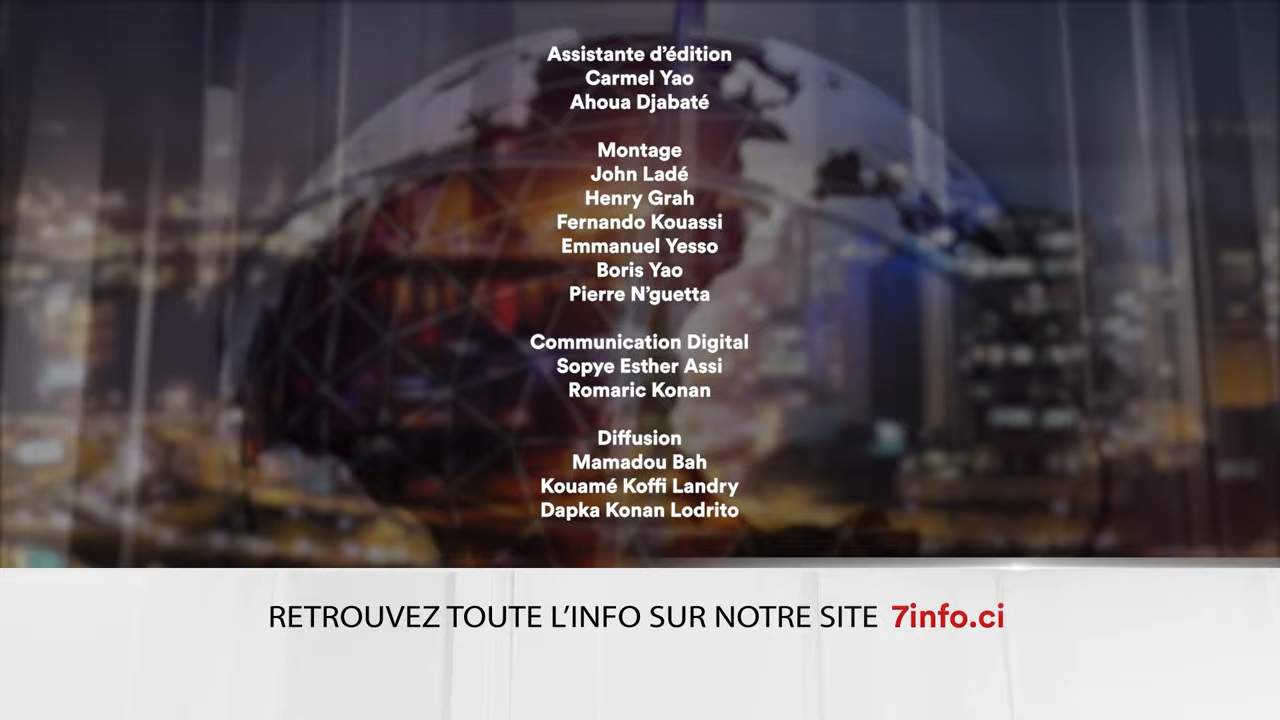 Assistante d’édition
Carmel Yao
Ahoua Djabaté
Montage
John Ladé
Henry Grah
Fernando Kouassi
Emmanuel Yesso
Boris Yao
Pierre N’guetta
Communication Digital
Sopye Esther Assi
Romaric Konan
Diffusion
Mamadou Bah
Kouamé Koffi Landry
Dapka Konan Lodrito
RETROUVEZ TOUTE L’INFO SUR NOTRE SITE 7info.ci